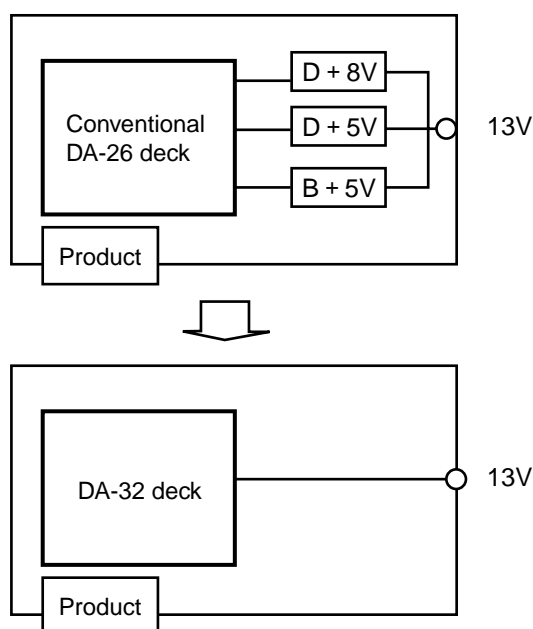 D + 8V
Conventional
DA-26 deck
D + 5V
13V
B + 5V
Product
DA-32 deck
13V
Product